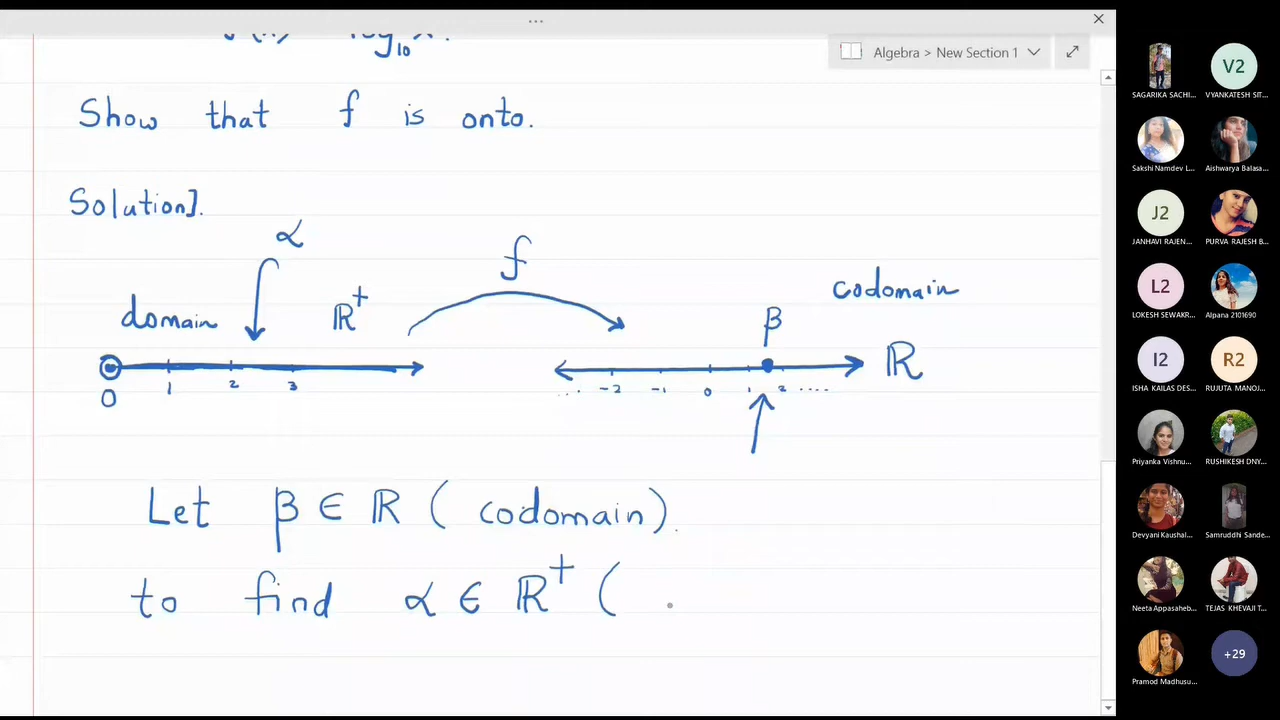 Algebra > New Section 1
log₁₀ x.
Show that f is onto.
Solution].
α
f
domain
ℝ⁺
codomain
β
ℝ
0 1 2 3
... -2 -1 0 1 2 ....
Let β ∈ ℝ ( codomain).
to find α ∈ ℝ⁺ (
SAGARIKA SACHI...
V2
VYANKATESH SIT...
Sakshi Namdev L...
Aishwarya Balasa...
J2
JANHAVI RAJEN...
PURVA RAJESH B...
L2
LOKESH SEWAKR...
Alpana 2101690
I2
ISHA KAILAS DES...
R2
RUJUTA MANOJ...
Priyanka Vishnu...
RUSHIKESH DNY...
Devyani Kaushal...
Samruddhi Sande...
Neeta Appasaheb...
TEJAS KHEVAJI T...
Pramod Madhusu...
+29